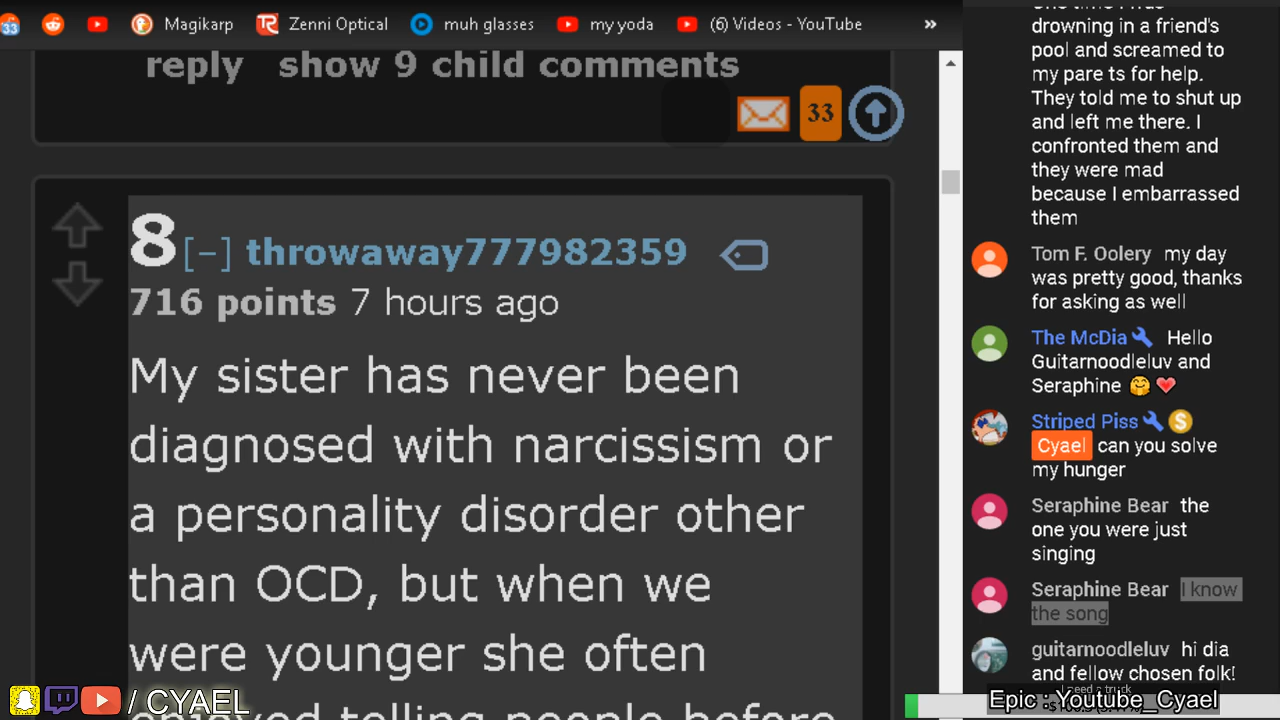 33
Magikarp
Zenni Optical
muh glasses
my yoda
(6) Videos - YouTube
»
reply show 9 child comments
33
8 [–] throwaway777982359
716 points 7 hours ago
My sister has never been
diagnosed with narcissism or
a personality disorder other
than OCD, but when we
were younger she often
enjoyed telling people before
drowning in a friend's
pool and screamed to
my pare ts for help.
They told me to shut up
and left me there. I
confronted them and
they were mad
because I embarrassed
them
Tom F. Oolery my day
was pretty good, thanks
for asking as well
The McDia Hello
Guitarnoodleluv and
Seraphine 🤗 ❤
Striped Piss
Cyael can you solve
my hunger
Seraphine Bear the
one you were just
singing
Seraphine Bear I know
the song
guitarnoodleluv hi dia
and fellow chosen folk!
/ CYAEL
Epic : Youtube_Cyael